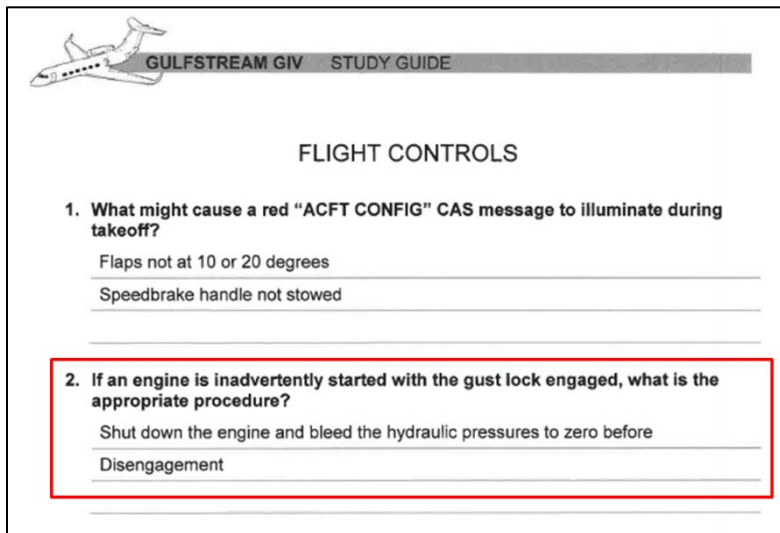 GULFSTREAM GIV STUDY GUIDE
FLIGHT CONTROLS
1. What might cause a red “ACFT CONFIG” CAS message to illuminate during
takeoff?
Flaps not at 10 or 20 degrees
Speedbrake handle not stowed
2. If an engine is inadvertently started with the gust lock engaged, what is the
appropriate procedure?
Shut down the engine and bleed the hydraulic pressures to zero before
Disengagement